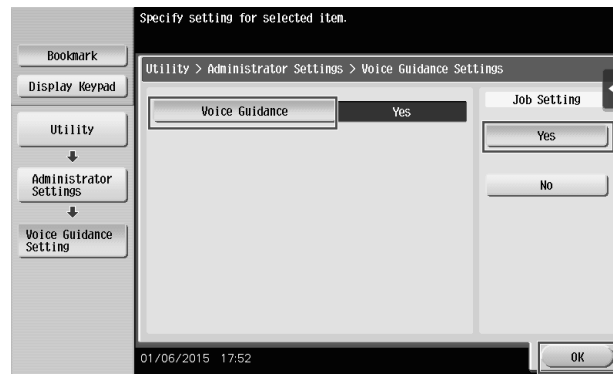 Specify setting for selected item.
Bookmark
Display Keypad
Utility
Administrator
Settings
Voice Guidance
Setting
Utility > Administrator Settings > Voice Guidance Settings
Voice Guidance
Yes
Job Setting
Yes
No
01/06/2015 17:52
OK